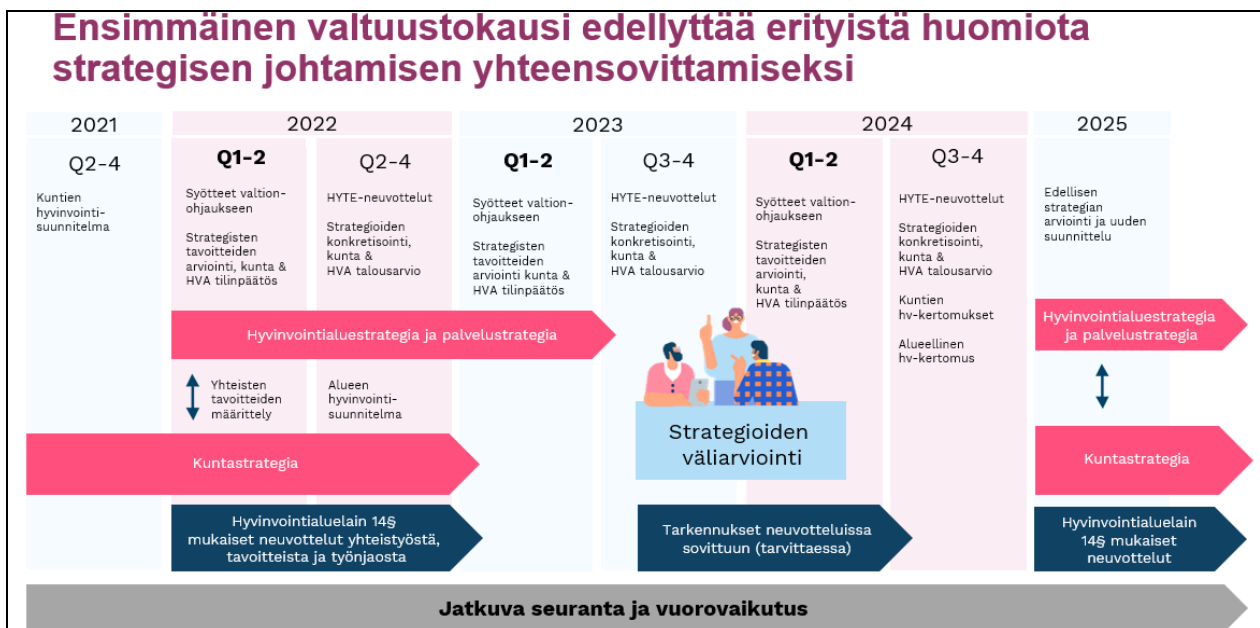 Ensimmäinen valtuustokausi edellyttää erityistä huomiota
strategisen johtamisen yhteensovittamiseksi
2021
2022
2023
2024
2025
Q2-4
Q1-2
Q2-4
Q1-2
Q3-4
Q1-2
Q3-4
Kuntien
hyvinvointi-
suunnitelma
Syötteet valtion-
ohjaukseen
Strategisten
tavoitteiden
arviointi, kunta &
HVA tilinpäätös
HYTE-neuvottelut
Strategioiden
konkretisointi,
kunta &
HVA talousarvio
Syötteet valtion-
ohjaukseen
Strategisten
tavoitteiden
arviointi kunta &
HVA tilinpäätös
HYTE-neuvottelut
Strategioiden
konkretisointi,
kunta &
HVA talousarvio
Syötteet valtion-
ohjaukseen
Strategisten
tavoitteiden
arviointi,
kunta &
HVA tilinpäätös
HYTE-neuvottelut
Strategioiden
konkretisointi,
kunta &
HVA talousarvio
Kuntien
hv-kertomukset
Alueellinen
hv-kertomus
Edellisen
strategian
arviointi ja uuden
suunnittelu
Hyvinvointialuestrategia ja palvelustrategia
Hyvinvointialuestrategia
ja palvelustrategia
Yhteisten
tavoitteiden
määrittely
Alueen
hyvinvointi-
suunnitelma
Strategioiden
väliarviointi
Kuntastrategia
Kuntastrategia
Hyvinvointialuelain 14§
mukaiset neuvottelut yhteistyöstä,
tavoitteista ja työnjaosta
Tarkennukset neuvotteluissa
sovittuun (tarvittaessa)
Hyvinvointialuelain
14§ mukaiset
neuvottelut
Jatkuva seuranta ja vuorovaikutus